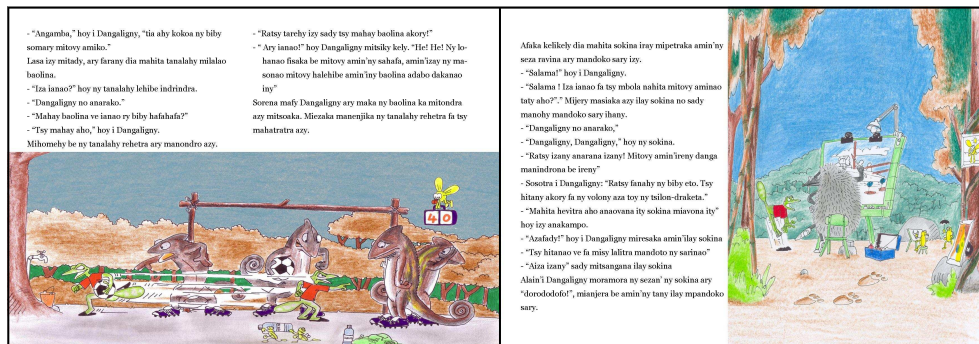 - “Angamba,” hoy i Dangaligny, “tia ahy kokoa ny biby
somary mitovy amiko.”
Lasa izy mitady, ary farany dia mahita tanalahy milalao
baolina.
- “Iza ianao?” hoy ny tanalahy lehibe indrindra.
- “Dangaligny no anarako.”
- “Mahay baolina ve ianao ry biby hafahafa?”
- “Tsy mahay aho,” hoy i Dangaligny.
Mihomehy be ny tanalahy rehetra ary manondro azy.
- “Ratsy tarehy izy sady tsy mahay baolina akory!”
- “ Ary ianao!” hoy Dangaligny mitsiky kely. “He! He! Ny lo-
hanao fisaka be mitovy amin’ny sahafa, amin’izay ny ma-
sonao mitovy halehibe amin’iny baolina adabo dakanao
iny”
Sorena mafy Dangaligny ary maka ny baolina ka mitondra
azy mitsoaka. Miezaka manenjika ny tanalahy rehetra fa tsy
mahatratra azy.
4 0
Afaka kelikely dia mahita sokina iray mipetraka amin’ny
seza ravina ary mandoko sary izy.
- “Salama!” hoy i Dangaligny.
- “Salama ! Iza ianao fa tsy mbola nahita mitovy aminao
taty aho?”.” Mijery masiaka azy ilay sokina no sady
manohy mandoko sary ihany.
- “Dangaligny no anarako,”
- “Dangaligny, Dangaligny,” hoy ny sokina.
- “Ratsy izany anarana izany! Mitovy amin’ireny danga
manindrona be ireny”
- Sosotra i Dangaligny: “Ratsy fanahy ny biby eto. Tsy
hitany akory fa ny volony aza toy ny tsilon-draketa.”
- “Mahita hevitra aho anaovana ity sokina miavona ity”
hoy izy anakampo.
- “Azafady!” hoy i Dangaligny miresaka amin’ilay sokina
- “Tsy hitanao ve fa misy lalitra mandoto ny sarinao”
- “Aiza izany” sady mitsangana ilay sokina
Alain’i Dangaligny moramora ny sezan’ ny sokina ary
“dorododofo!”, mianjera be amin’ny tany ilay mpandoko
sary.